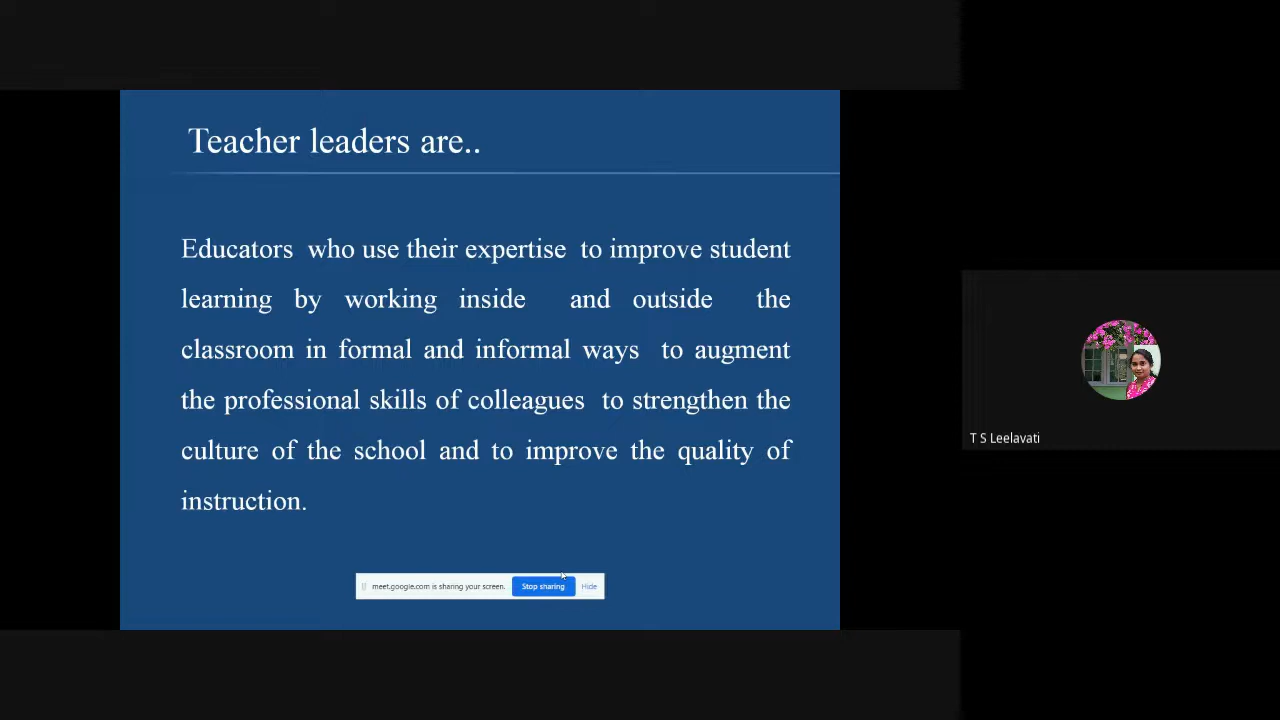 Teacher leaders are..
Educators who use their expertise to improve student
learning by working inside and outside the
classroom in formal and informal ways to augment
the professional skills of colleagues to strengthen the
culture of the school and to improve the quality of
instruction.
meet.google.com is sharing your screen. Stop sharing Hide
T S Leelavati